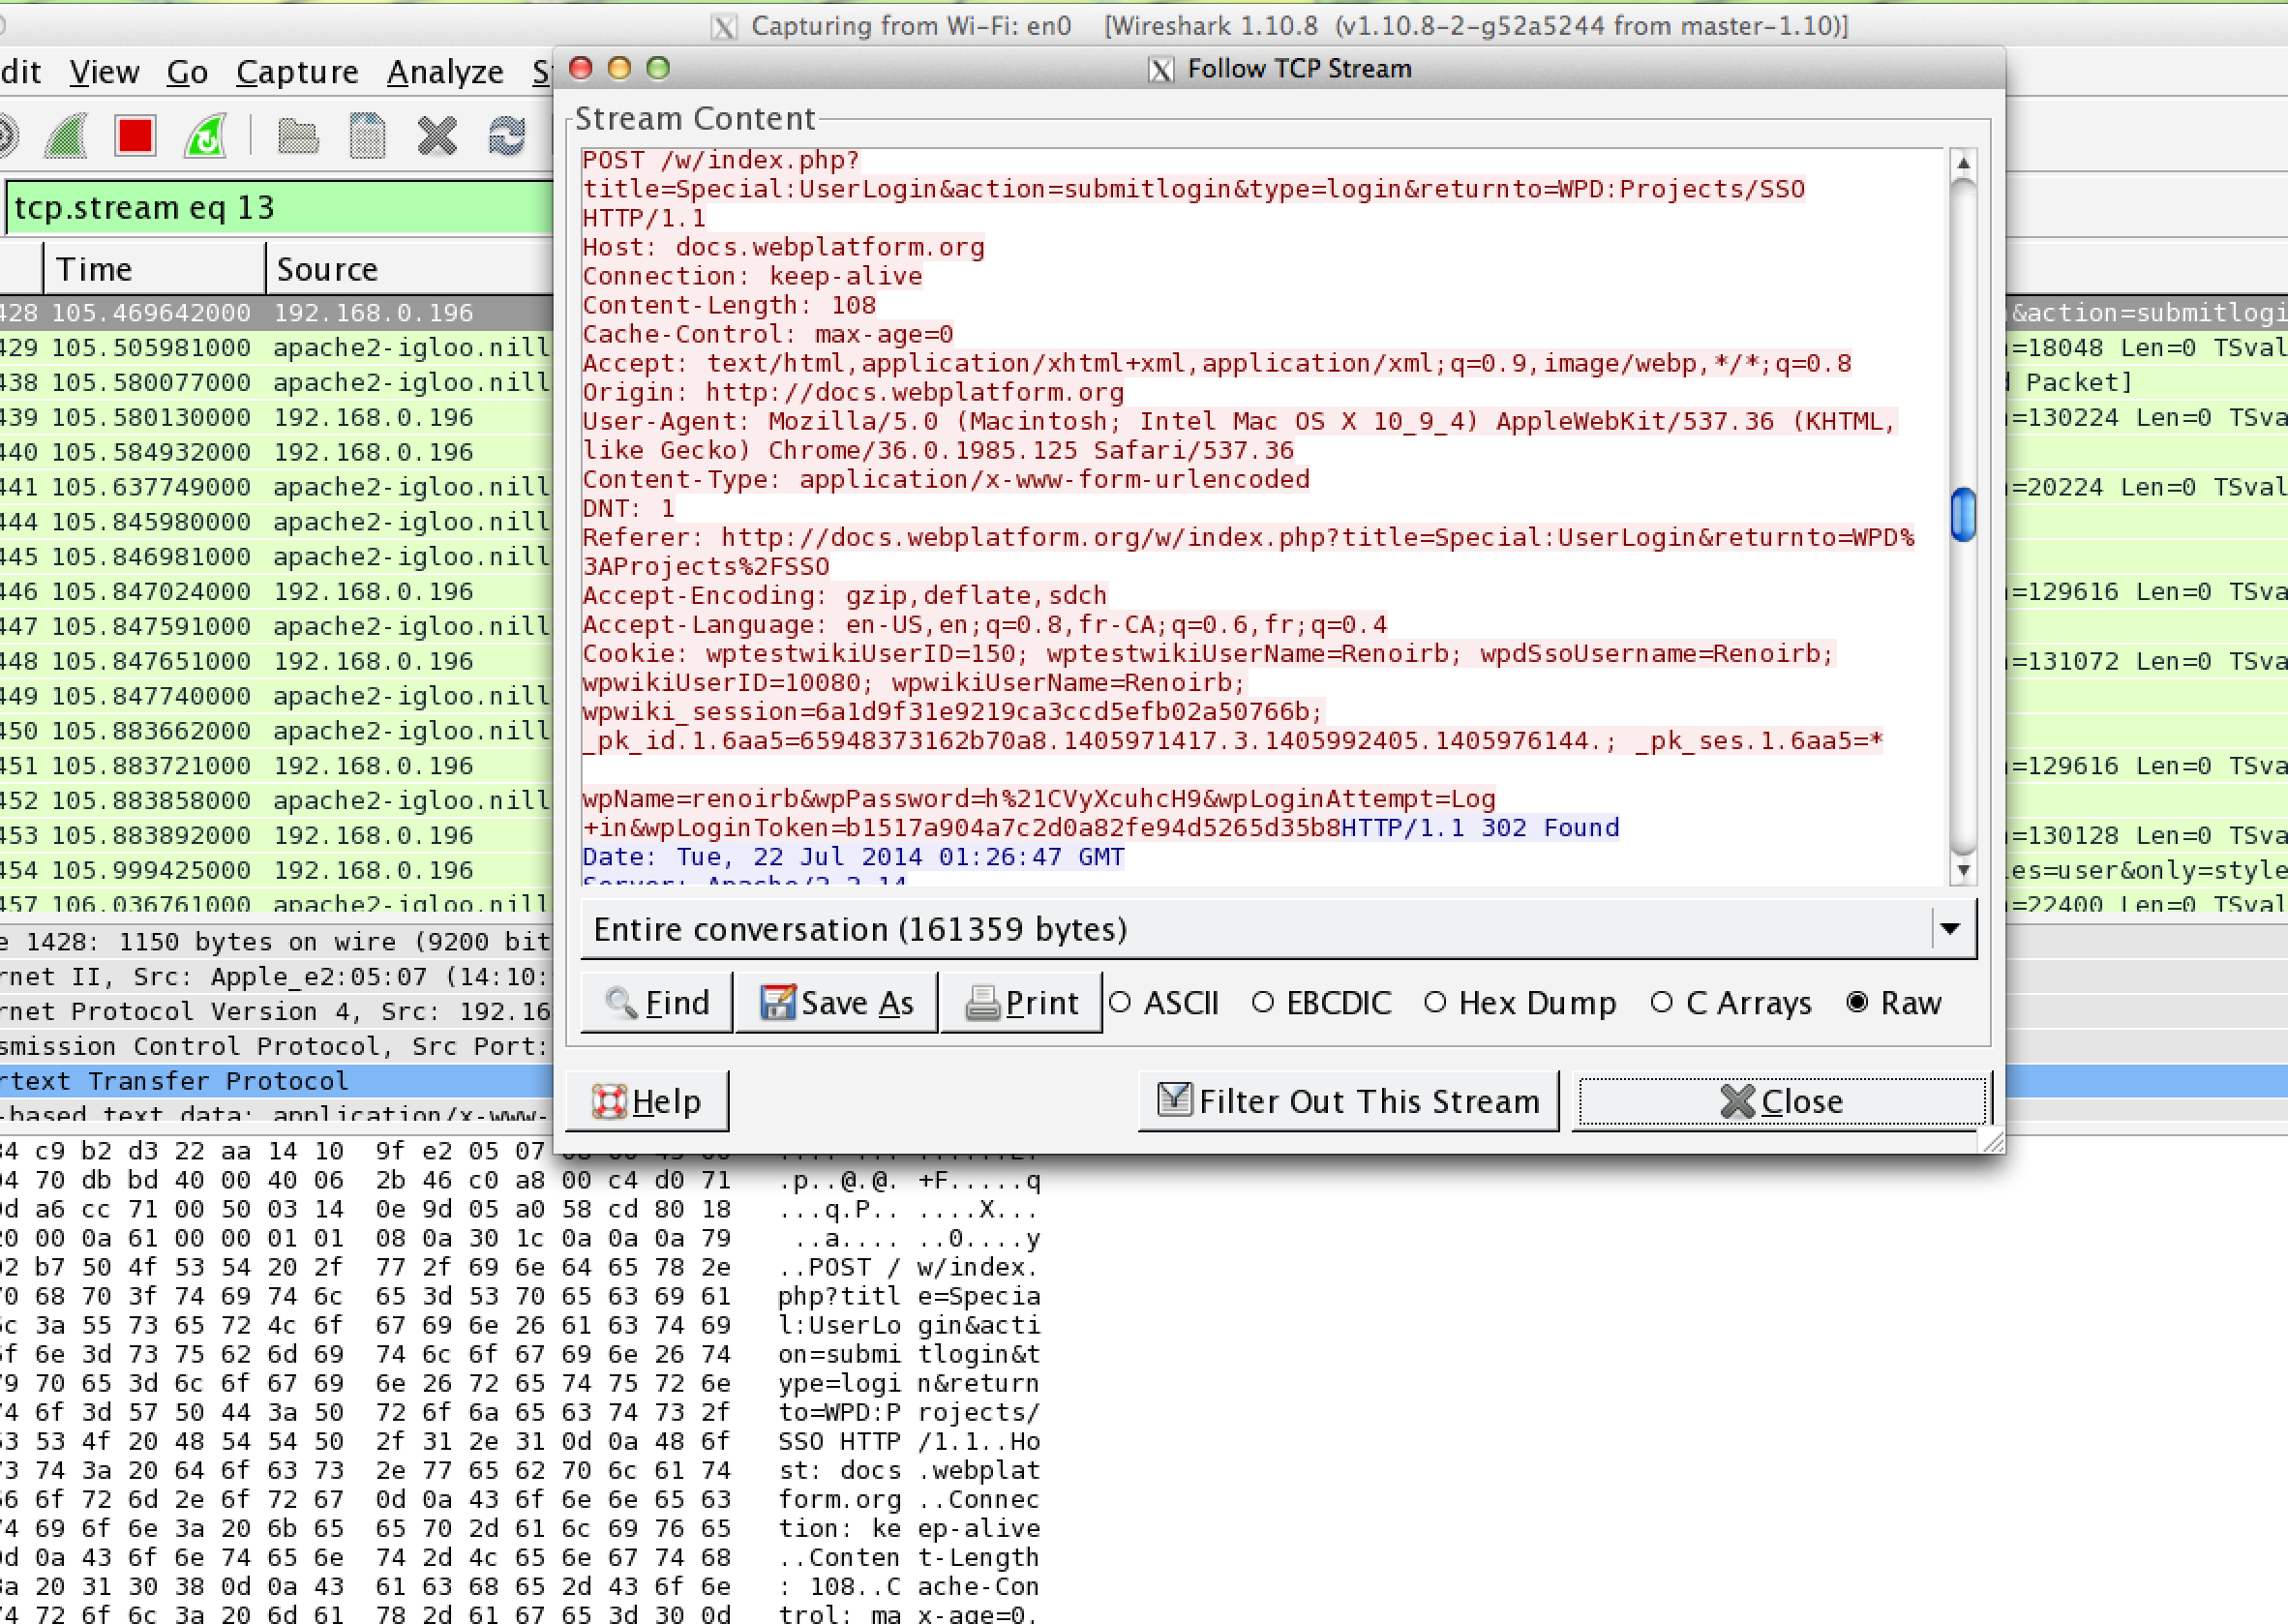 Capturing from Wi-Fi: en0 [Wireshark 1.10.8 (v1.10.8-2-g52a5244 from master-1.10)]
dit View Go Capture Analyze
Follow TCP Stream
Stream Content
POST /w/index.php?
title=Special:UserLogin&action=submitlogin&type=login&returnto=WPD:Projects/SSO
HTTP/1.1
Host: docs.webplatform.org
Connection: keep-alive
Content-Length: 108
Cache-Control: max-age=0
Accept: text/html,application/xhtml+xml,application/xml;q=0.9,image/webp,*/*;q=0.8
Origin: http://docs.webplatform.org
User-Agent: Mozilla/5.0 (Macintosh; Intel Mac OS X 10_9_4) AppleWebKit/537.36 (KHTML,
like Gecko) Chrome/36.0.1985.125 Safari/537.36
Content-Type: application/x-www-form-urlencoded
DNT: 1
Referer: http://docs.webplatform.org/w/index.php?title=Special:UserLogin&returnto=WPD%
3AProjects%2FSSO
Accept-Encoding: gzip,deflate,sdch
Accept-Language: en-US,en;q=0.8,fr-CA;q=0.6,fr;q=0.4
Cookie: wptestwikiUserID=150; wptestwikiUserName=Renoirb; wpdSsoUsername=Renoirb;
wpwikiUserID=10080; wpwikiUserName=Renoirb;
wpwiki_session=6a1d9f31e9219ca3ccd5efb02a50766b;
_pk_id.1.6aa5=65948373162b70a8.1405971417.3.1405992405.1405976144.; _pk_ses.1.6aa5=*
wpName=renoirb&wpPassword=h%21CVyXcuhcH9&wpLoginAttempt=Log
+in&wpLoginToken=b1517a904a7c2d0a82fe94d5265d35b8HTTP/1.1 302 Found
Date: Tue, 22 Jul 2014 01:26:47 GMT
Server: Apache/2.2.14
Entire conversation (161359 bytes)
Find Save As Print ASCII EBCDIC Hex Dump C Arrays Raw
Help Filter Out This Stream Close
tcp.stream eq 13
Time Source
428 105.469642000 192.168.0.196 &action=submitlogi
429 105.505981000 apache2-igloo.nill =18048 Len=0 TSval
438 105.580077000 apache2-igloo.nill d Packet]
439 105.580130000 192.168.0.196 =130224 Len=0 TSva
440 105.584932000 192.168.0.196
441 105.637749000 apache2-igloo.nill =20224 Len=0 TSval
444 105.845980000 apache2-igloo.nill
445 105.846981000 apache2-igloo.nill
446 105.847024000 192.168.0.196 =129616 Len=0 TSva
447 105.847591000 apache2-igloo.nill
448 105.847651000 192.168.0.196 =131072 Len=0 TSva
449 105.847740000 apache2-igloo.nill
450 105.883662000 apache2-igloo.nill
451 105.883721000 192.168.0.196 =129616 Len=0 TSva
452 105.883858000 apache2-igloo.nill
453 105.883892000 192.168.0.196 =130128 Len=0 TSva
454 105.999425000 192.168.0.196 es=user&only=style
457 106.036761000 apache2-igloo.nill =22400 Len=0 TSva
e 1428: 1150 bytes on wire (9200 bit
rnet II, Src: Apple_e2:05:07 (14:10:
rnet Protocol Version 4, Src: 192.16
smission Control Protocol, Src Port:
rtext Transfer Protocol
-based text data: application/x-www-
34 c9 b2 d3 22 aa 14 10 9f e2 05 07
04 70 db bd 40 00 40 06 2b 46 c0 a8 00 c4 d0 71 .p..@.@. +F.....q
9d a6 cc 71 00 50 03 14 0e 9d 05 a0 58 cd 80 18 ...q.P.. ....X...
20 00 0a 61 00 00 01 01 08 0a 30 1c 0a 0a 0a 79 ..a.... ..0....y
02 b7 50 4f 53 54 20 2f 77 2f 69 6e 64 65 78 2e ..POST / w/index.
70 68 70 3f 74 69 74 6c 65 3d 53 70 65 63 69 61 php?titl e=Specia
6c 3a 55 73 65 72 4c 6f 67 69 6e 26 61 63 74 69 l:UserLo gin&acti
6f 6e 3d 73 75 62 6d 69 74 6c 6f 67 69 6e 26 74 on=submi tlogin&t
79 70 65 3d 6c 6f 67 69 6e 26 72 65 74 75 72 6e ype=logi n&return
74 6f 3d 57 50 44 3a 50 72 6f 6a 65 63 74 73 2f to=WPD:P rojects/
53 53 4f 20 48 54 54 50 2f 31 2e 31 0d 0a 48 6f SSO HTTP /1.1..Ho
73 74 3a 20 64 6f 63 73 2e 77 65 62 70 6c 61 74 st: docs .webplat
66 6f 72 6d 2e 6f 72 67 0d 0a 43 6f 6e 6e 65 63 form.org ..Connec
74 69 6f 6e 3a 20 6b 65 65 70 2d 61 6c 69 76 65 tion: ke ep-alive
0d 0a 43 6f 6e 74 65 6e 74 2d 4c 65 6e 67 74 68 ..Conten t-Length
3a 20 31 30 38 0d 0a 43 61 63 68 65 2d 43 6f 6e : 108..C ache-Con
74 72 6f 6c 3a 20 6d 61 78 2d 61 67 65 3d 30 0d trol: ma x-age=0.